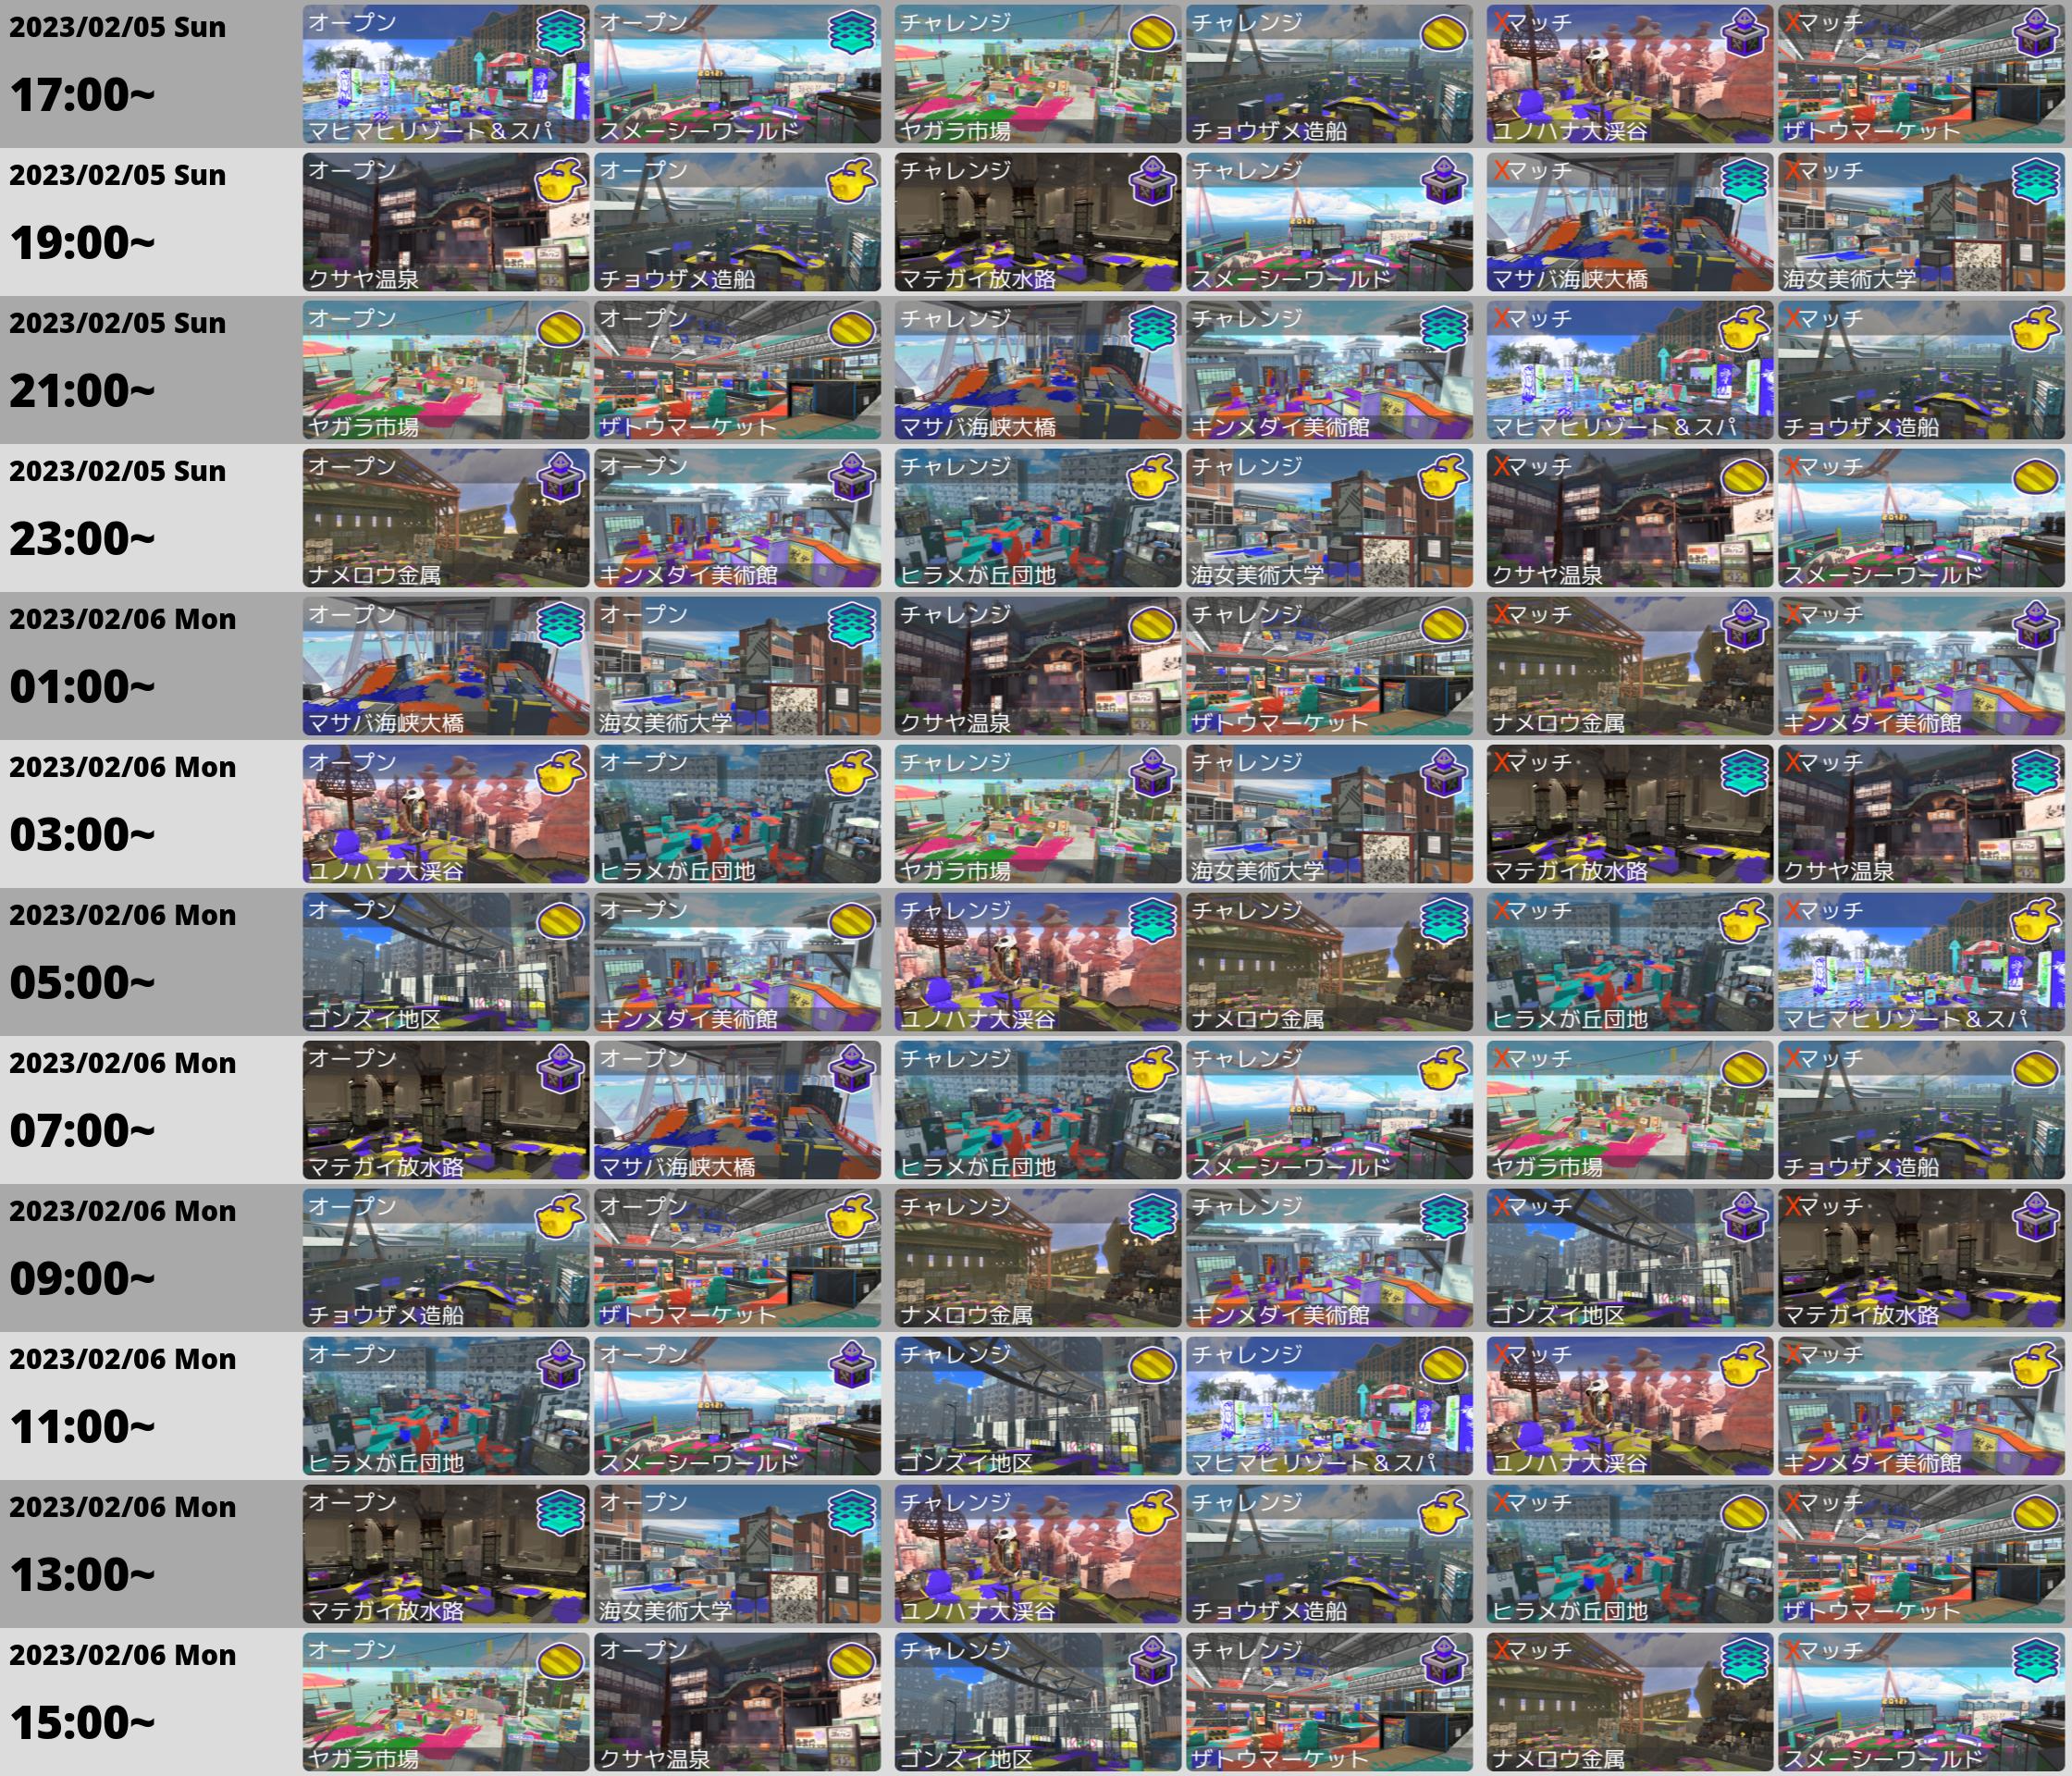 2023/02/05 Sun
17:00~
オープン オープン チャレンジ チャレンジ Xマッチ Xマッチ
マヒマヒリゾート＆スパ スメーシーワールド ヤガラ市場 チョウザメ造船 ユノハナ大渓谷 ザトウマーケット
2023/02/05 Sun
19:00~
オープン オープン チャレンジ チャレンジ Xマッチ Xマッチ
クサヤ温泉 チョウザメ造船 マテガイ放水路 スメーシーワールド マサバ海峡大橋 海女美術大学
2023/02/05 Sun
21:00~
オープン オープン チャレンジ チャレンジ Xマッチ Xマッチ
ヤガラ市場 ザトウマーケット マサバ海峡大橋 キンメダイ美術館 マヒマヒリゾート＆スパ チョウザメ造船
2023/02/05 Sun
23:00~
オープン オープン チャレンジ チャレンジ Xマッチ Xマッチ
ナメロウ金属 キンメダイ美術館 ヒラメが丘団地 海女美術大学 クサヤ温泉 スメーシーワールド
2023/02/06 Mon
01:00~
オープン オープン チャレンジ チャレンジ Xマッチ Xマッチ
マサバ海峡大橋 海女美術大学 クサヤ温泉 ザトウマーケット ナメロウ金属 キンメダイ美術館
2023/02/06 Mon
03:00~
オープン オープン チャレンジ チャレンジ Xマッチ Xマッチ
ユノハナ大渓谷 ヒラメが丘団地 ヤガラ市場 海女美術大学 マテガイ放水路 クサヤ温泉
2023/02/06 Mon
05:00~
オープン オープン チャレンジ チャレンジ Xマッチ Xマッチ
ゴンズイ地区 キンメダイ美術館 ユノハナ大渓谷 ナメロウ金属 ヒラメが丘団地 マヒマヒリゾート＆スパ
2023/02/06 Mon
07:00~
オープン オープン チャレンジ チャレンジ Xマッチ Xマッチ
マテガイ放水路 マサバ海峡大橋 ヒラメが丘団地 スメーシーワールド ヤガラ市場 チョウザメ造船
2023/02/06 Mon
09:00~
オープン オープン チャレンジ チャレンジ Xマッチ Xマッチ
チョウザメ造船 ザトウマーケット ナメロウ金属 キンメダイ美術館 ゴンズイ地区 マテガイ放水路
2023/02/06 Mon
11:00~
オープン オープン チャレンジ チャレンジ Xマッチ Xマッチ
ヒラメが丘団地 スメーシーワールド ゴンズイ地区 マヒマヒリゾート＆スパ ユノハナ大渓谷 キンメダイ美術館
2023/02/06 Mon
13:00~
オープン オープン チャレンジ チャレンジ Xマッチ Xマッチ
マテガイ放水路 海女美術大学 ユノハナ大渓谷 チョウザメ造船 ヒラメが丘団地 ザトウマーケット
2023/02/06 Mon
15:00~
オープン オープン チャレンジ チャレンジ Xマッチ Xマッチ
ヤガラ市場 クサヤ温泉 ゴンズイ地区 ザトウマーケット ナメロウ金属 スメーシーワールド